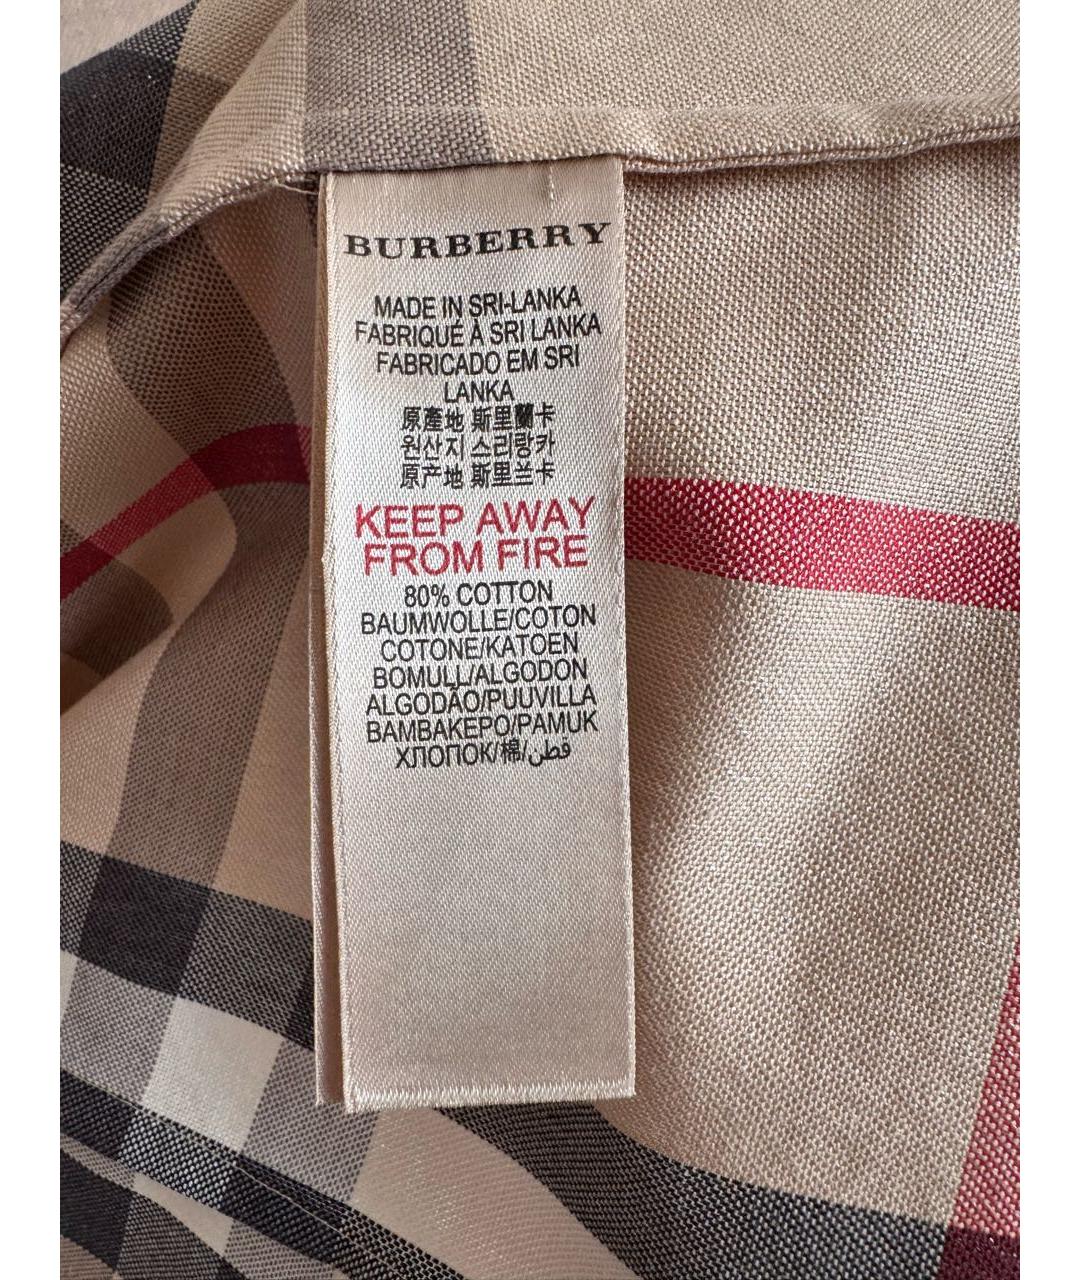 BURBERRY
MADE IN SRI-LANKA
FABRIQUÉ À SRI LANKA
FABRICADO EM SRI
LANKA
原產地 斯里蘭卡
원산지 스리랑카
原产地 斯里兰卡
KEEP AWAY
FROM FIRE
80% COTTON
BAUMWOLLE/COTON
COTONE/KATOEN
BOMULL/ALGODON
ALGODÃO/PUUVILLA
ΒΑΜΒΑΚΕΡΟ/PAMUK
ХЛОПОК/棉/قطن